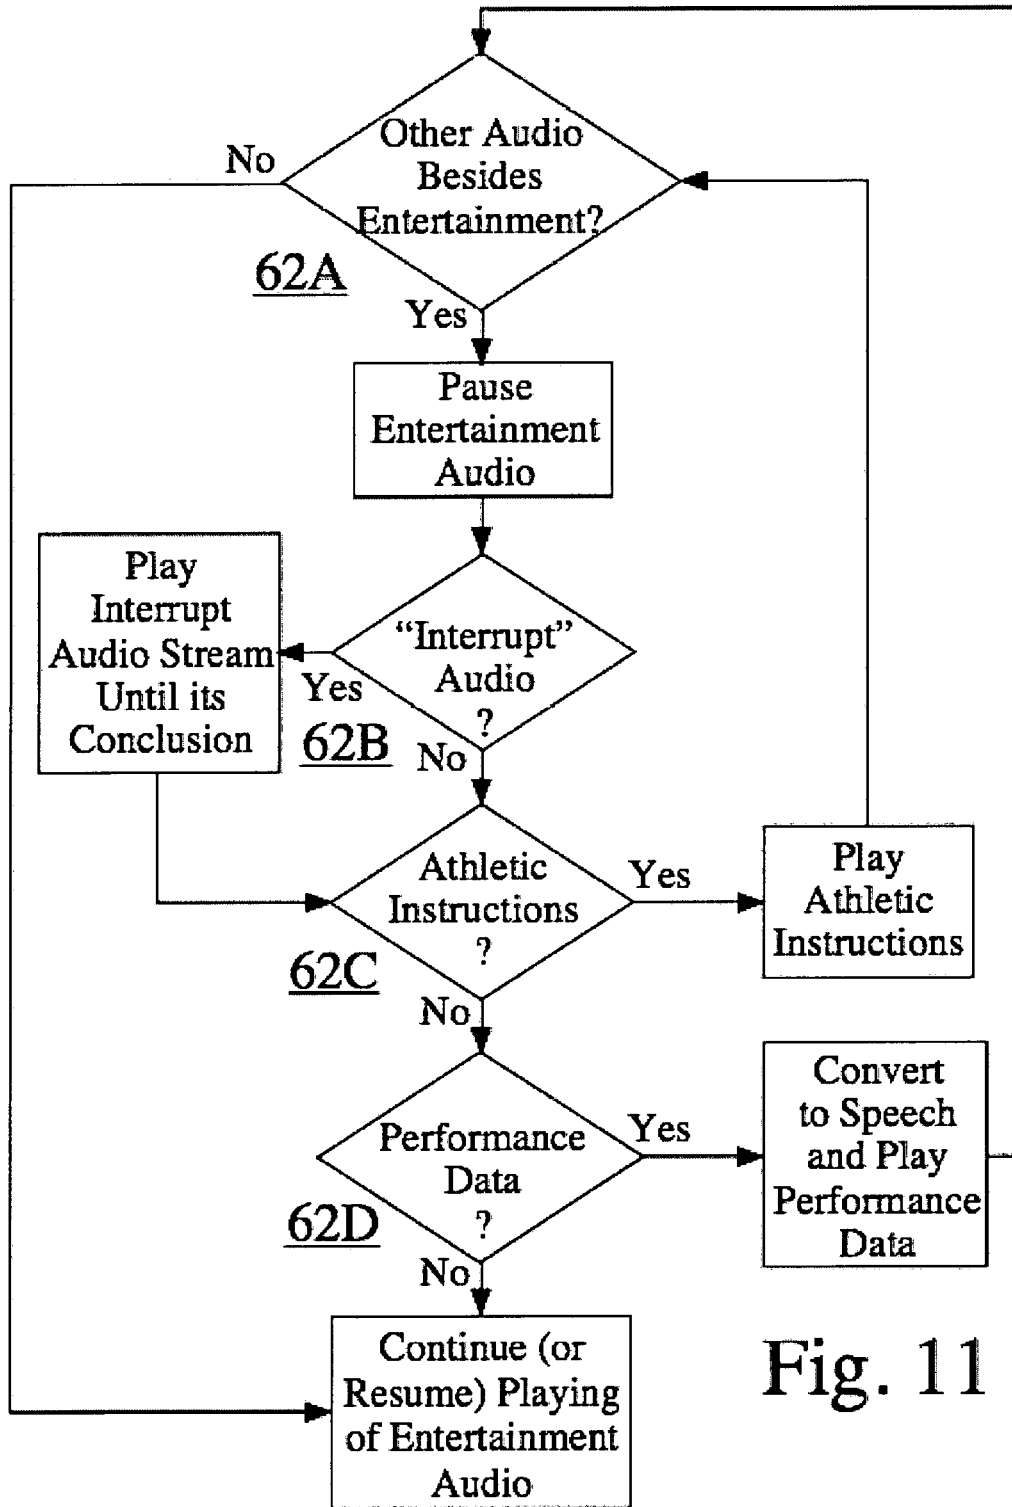 Other Audio
Besides
Entertainment?
No
62A
Yes
Pause
Entertainment
Audio
Play
Interrupt
Audio Stream
Until its
Conclusion
“Interrupt”
Audio
?
Yes
62B
No
Athletic
Instructions
?
Yes
62C
No
Play
Athletic
Instructions
Performance
Data
?
Yes
62D
No
Convert
to Speech
and Play
Performance
Data
Continue (or
Resume) Playing
of Entertainment
Audio
Fig. 11